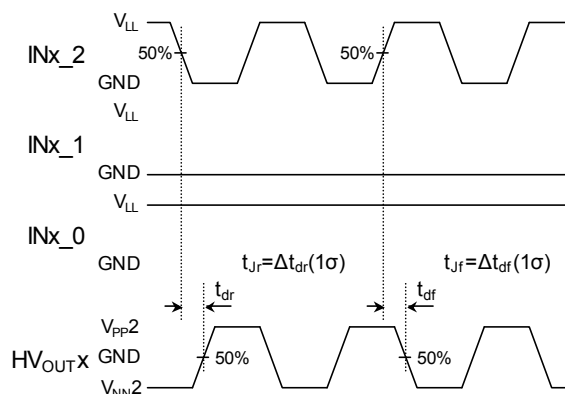 V_LL
INx_2
50%
50%
GND
V_LL
INx_1
GND
V_LL
INx_0
GND
t_Jr=Δt_dr(1σ)
t_Jf=Δt_df(1σ)
t_dr
t_df
V_PP2
HV_OUTx
GND
50%
50%
V_NN2